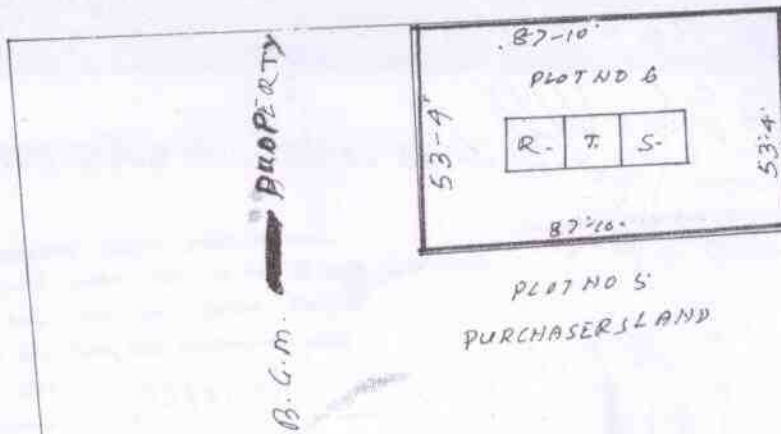 87-10'
PLOT NO 6
53-4'
R. T. S.
53-4'
87-10.
PLOT NO 5
PURCHASERS LAND
B.G.M. PROPERTY